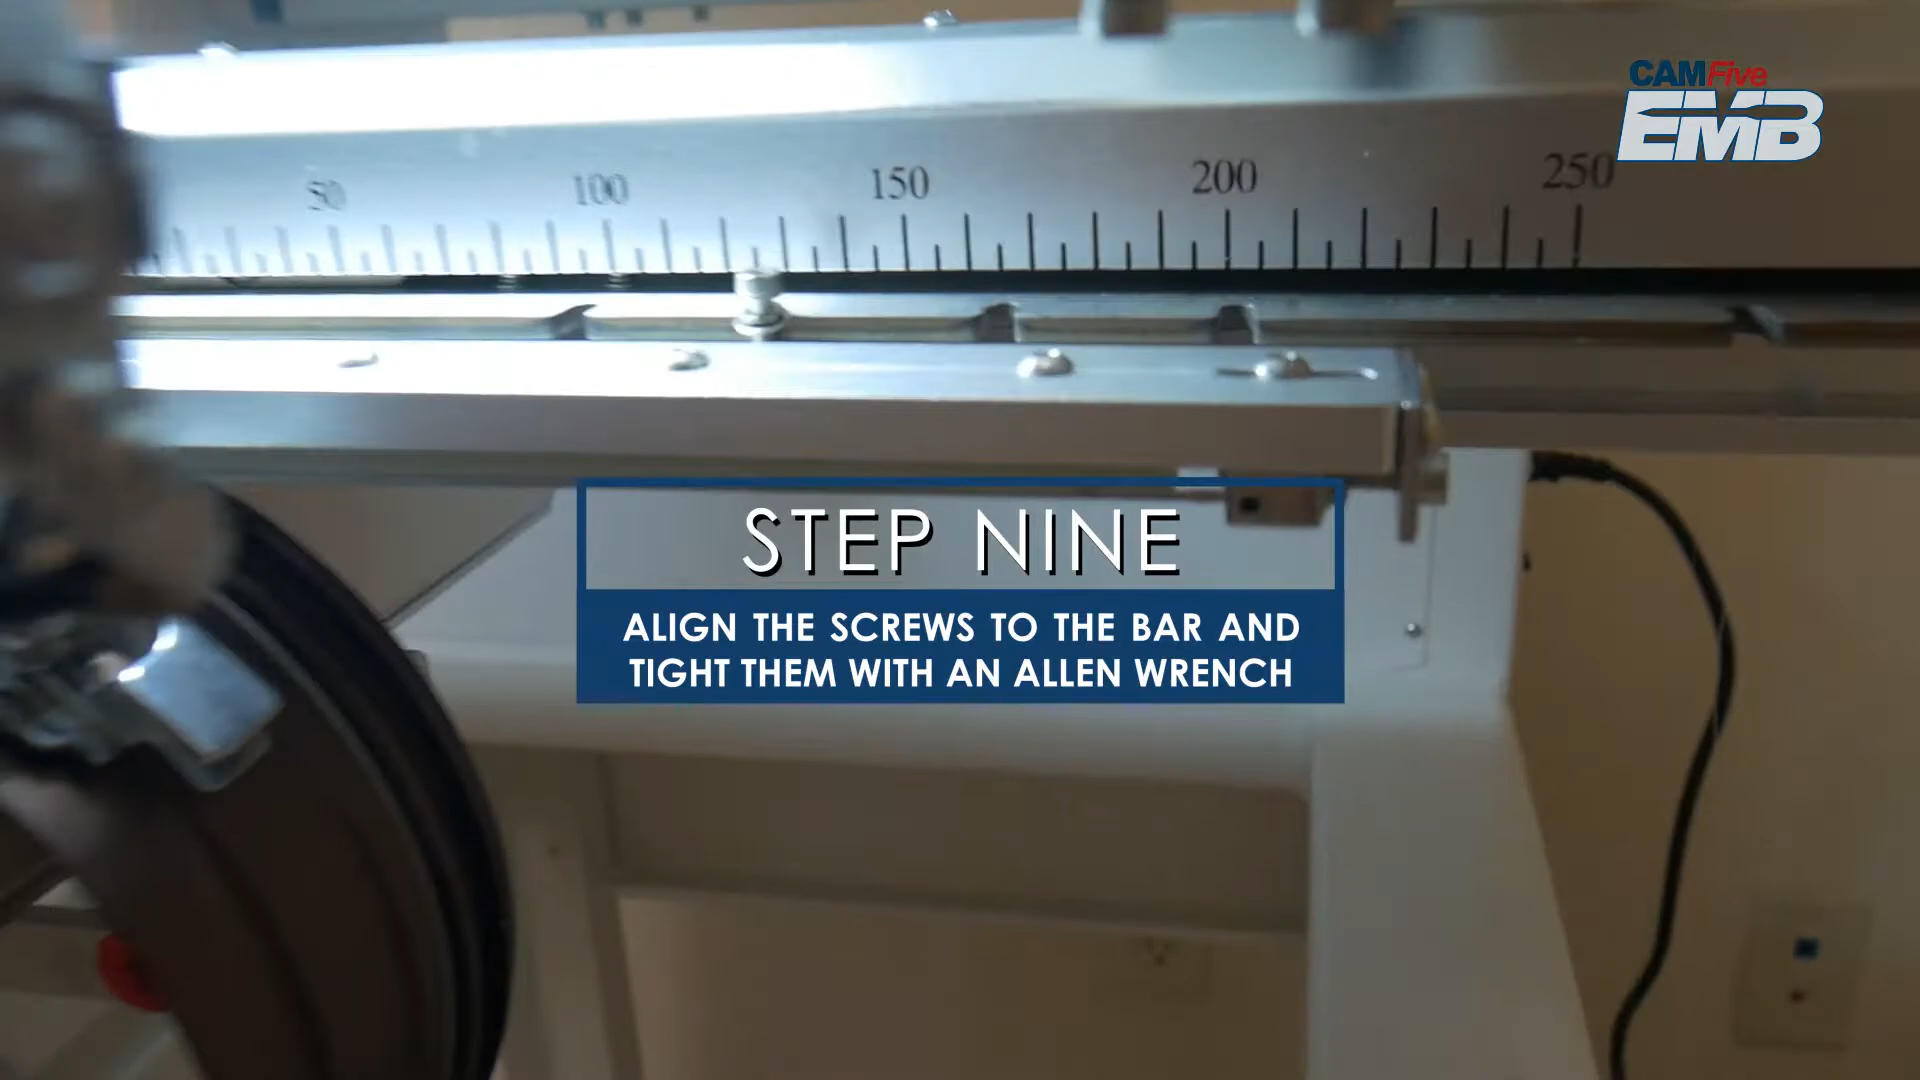 CAMFive
EMB
50 100 150 200 250
STEP NINE
ALIGN THE SCREWS TO THE BAR AND
TIGHT THEM WITH AN ALLEN WRENCH